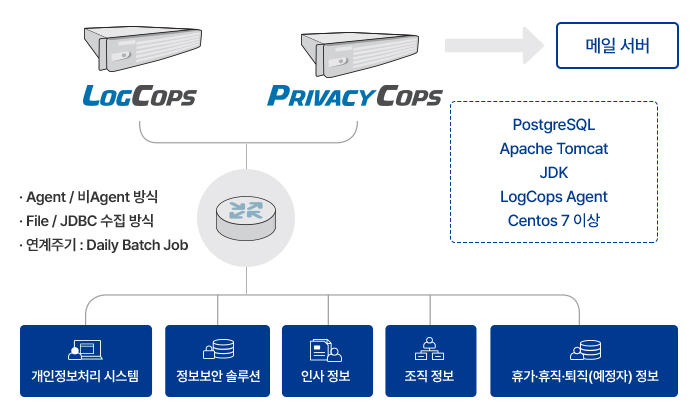 메일 서버
LOGCOPS
PRIVACYCOPS
PostgreSQL
Apache Tomcat
JDK
LogCops Agent
Centos 7 이상
· Agent / 비Agent 방식
· File / JDBC 수집 방식
· 연계주기 : Daily Batch Job
개인정보처리 시스템
정보보안 솔루션
인사 정보
조직 정보
휴가·휴직·퇴직(예정자) 정보